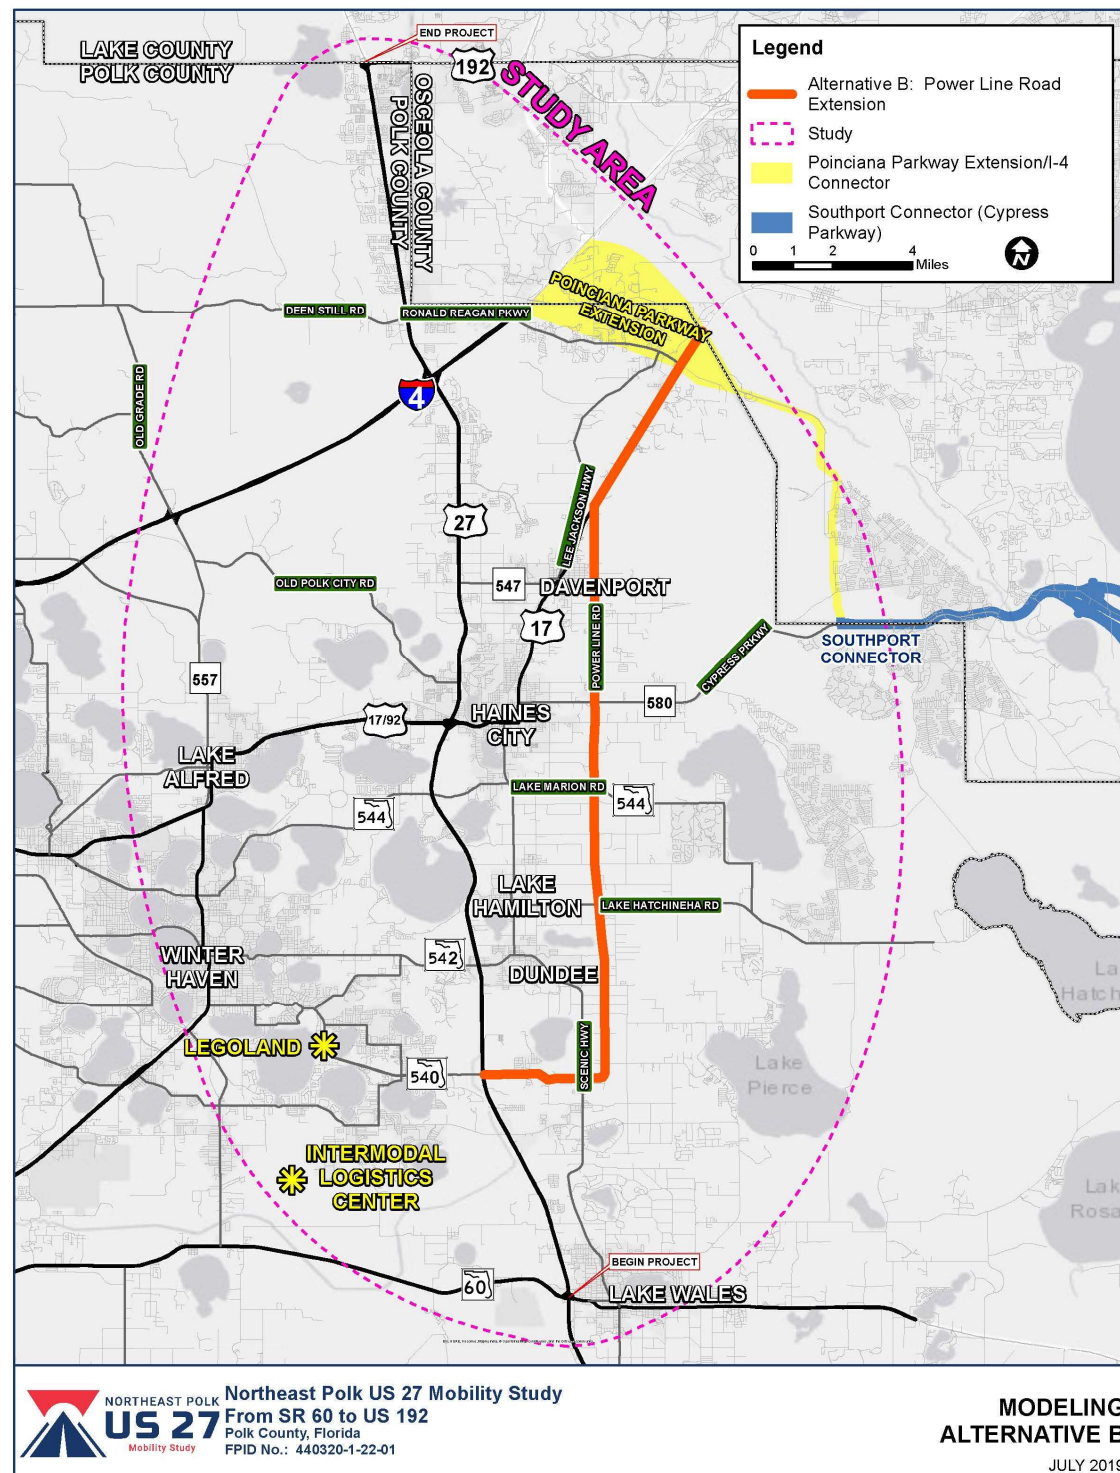 LAKE COUNTY
POLK COUNTY
END PROJECT
192
STUDY AREA
OSCEOLA COUNTY
POLK COUNTY
Legend
Alternative B: Power Line Road
Extension
Study
Poinciana Parkway Extension/I-4
Connector
Southport Connector (Cypress
Parkway)
0 1 2 4
Miles
N
POINCIANA PARKWAY
EXTENSION
DEEN STILL RD
RONALD REAGAN PKWY
OLD GRADE RD
4
27
LEE JACKSON HWY
OLD POLK CITY RD
547
DAVENPORT
17
POWER LINE RD
CYPRESS PRKWY
SOUTHPORT
CONNECTOR
557
580
17/92
HAINES
CITY
LAKE
ALFRED
LAKE MARION RD
544
544
LAKE
HAMILTON
LAKE HATCHINEHA RD
WINTER
HAVEN
542
DUNDEE
La
Hatch
LEGOLAND
SCENIC HWY
540
Lake
Pierce
INTERMODAL
LOGISTICS
CENTER
Lak
Rosa
BEGIN PROJECT
60
LAKE WALES
NORTHEAST POLK
US 27
Mobility Study
Northeast Polk US 27 Mobility Study
From SR 60 to US 192
Polk County, Florida
FPID No.: 440320-1-22-01
MODELING
ALTERNATIVE B
JULY 2019